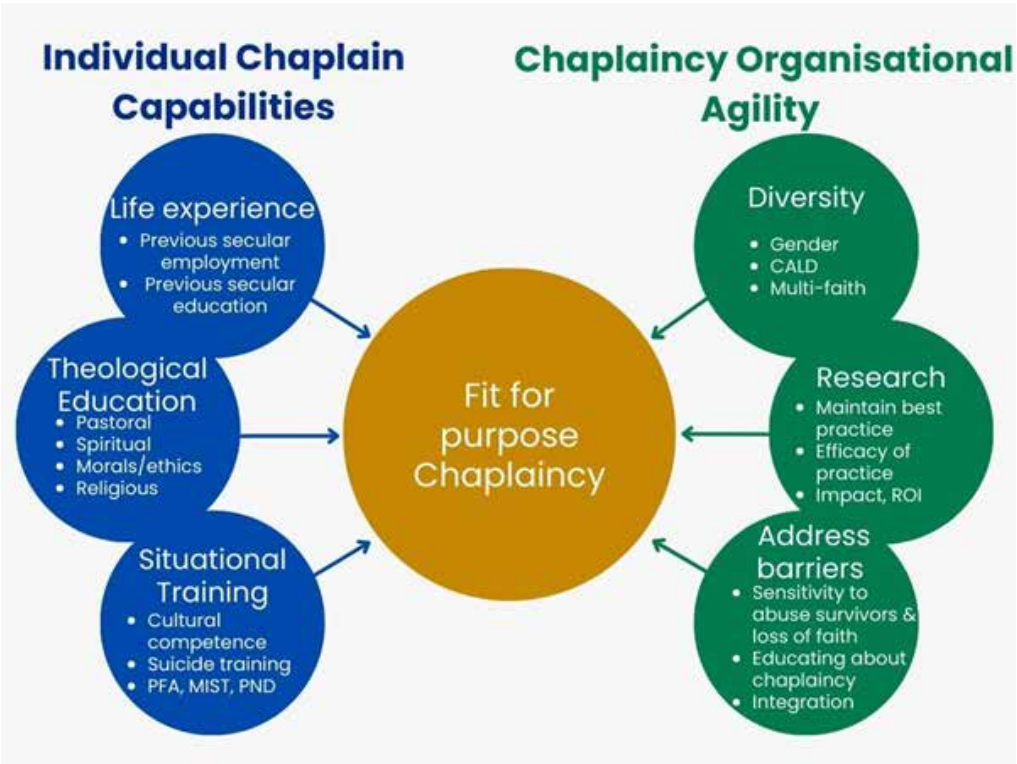 Individual Chaplain
Capabilities
Life experience
• Previous secular
employment
• Previous secular
education
Theological
Education
• Pastoral
• Spiritual
• Morals/ethics
• Religious
Situational
Training
• Cultural
competence
• Suicide training
• PFA, MIST, PND
Fit for
purpose
Chaplaincy
Chaplaincy Organisational
Agility
Diversity
• Gender
• CALD
• Multi-faith
Research
• Maintain best
practice
• Efficacy of
practice
• Impact, ROI
Address
barriers
• Sensitivity to
abuse survivors &
loss of faith
• Educating about
chaplaincy
• Integration